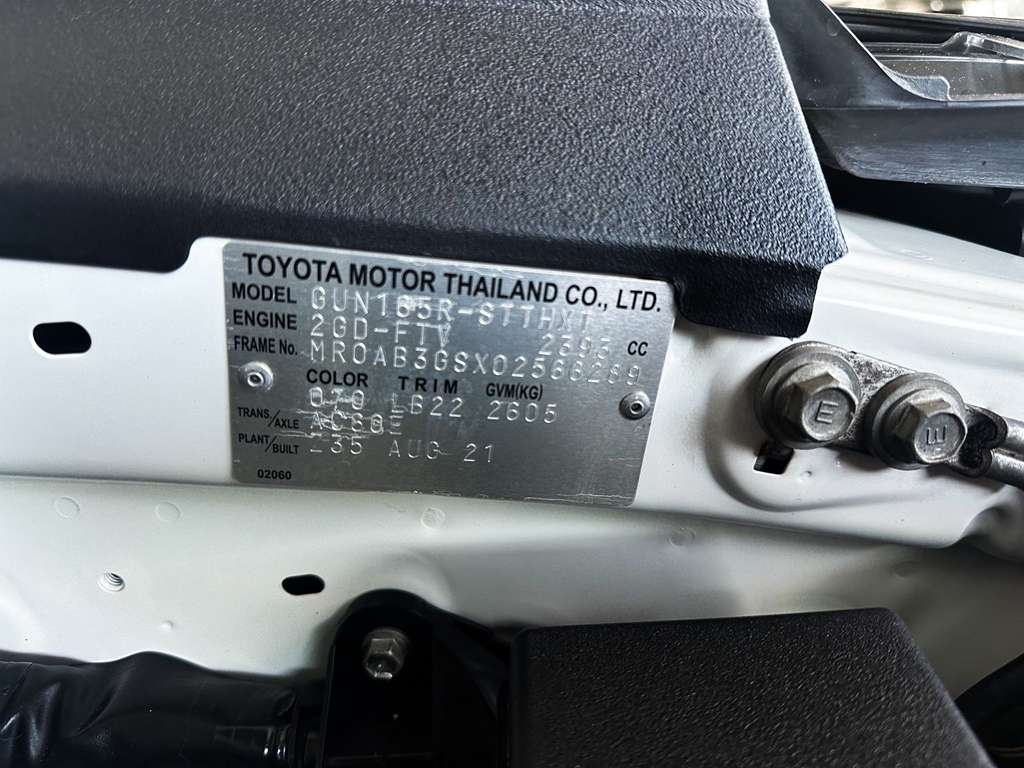 TOYOTA MOTOR THAILAND CO., LTD.
MODEL GUN165R-STTHXT
ENGINE 2GD-FTV 2393 CC
FRAME No. MR0AB3GSX02566289
COLOR TRIM GVM(KG)
070 LB22 2605
TRANS./AXLE AC60E
PLANT/BUILT 35 AUG 21
02060
E
E